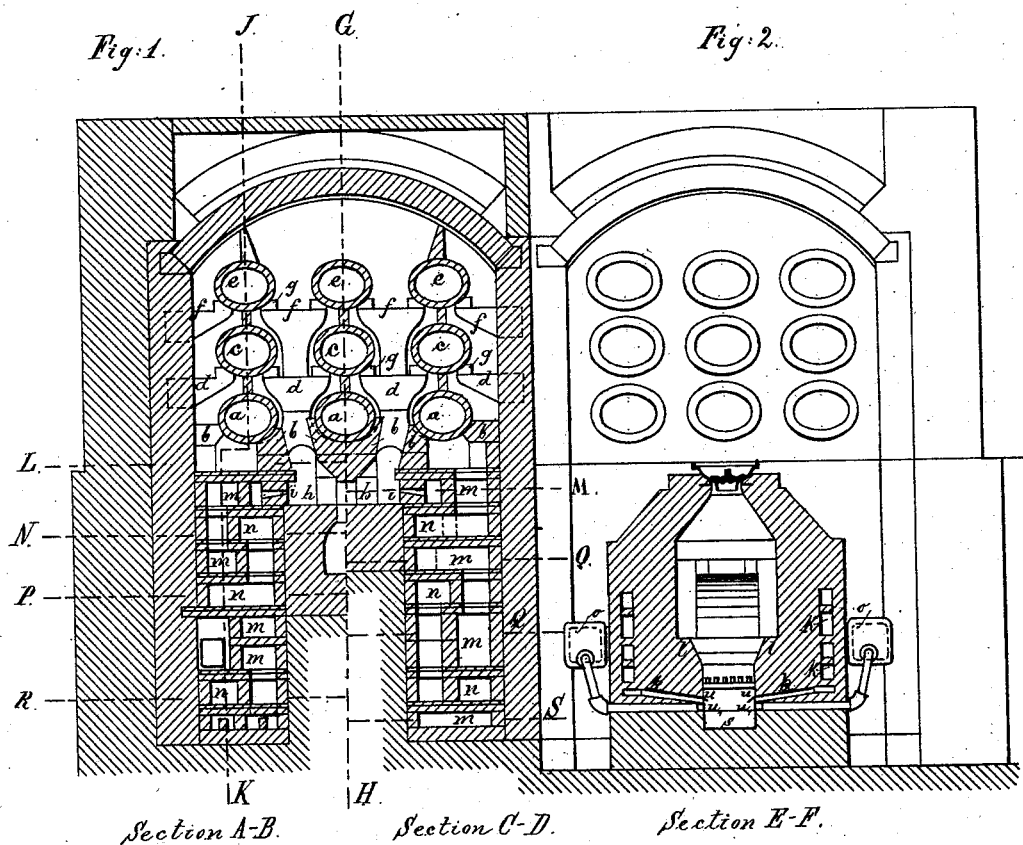 J. G.
Fig: 1. Fig: 2.
e e e
g
f f f f
c c c
g g
d d d d
a a a
b b b b
L
i h h i
m m M.
N. n n
m m Q.
P. n n
m Q
m m
k k
o, o,
l l
R. n n
m S
k k
u u
u, u,
s
K H.
Section A-B. Section C-D. Section E-F.